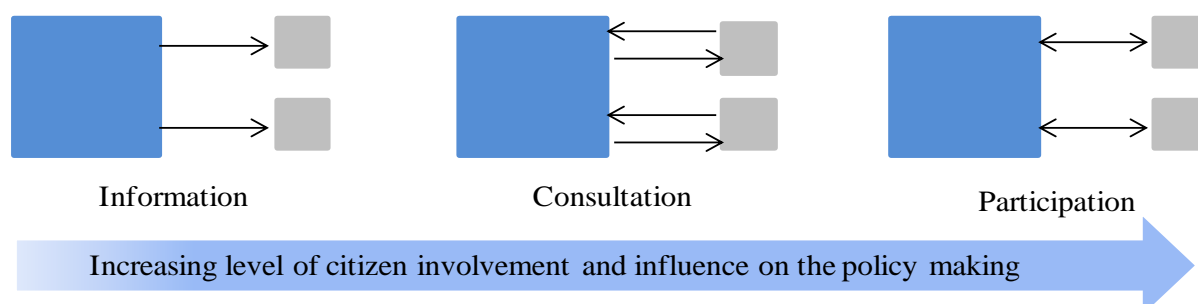 Information
Consultation
Participation
Increasing level of citizen involvement and influence on the policy making